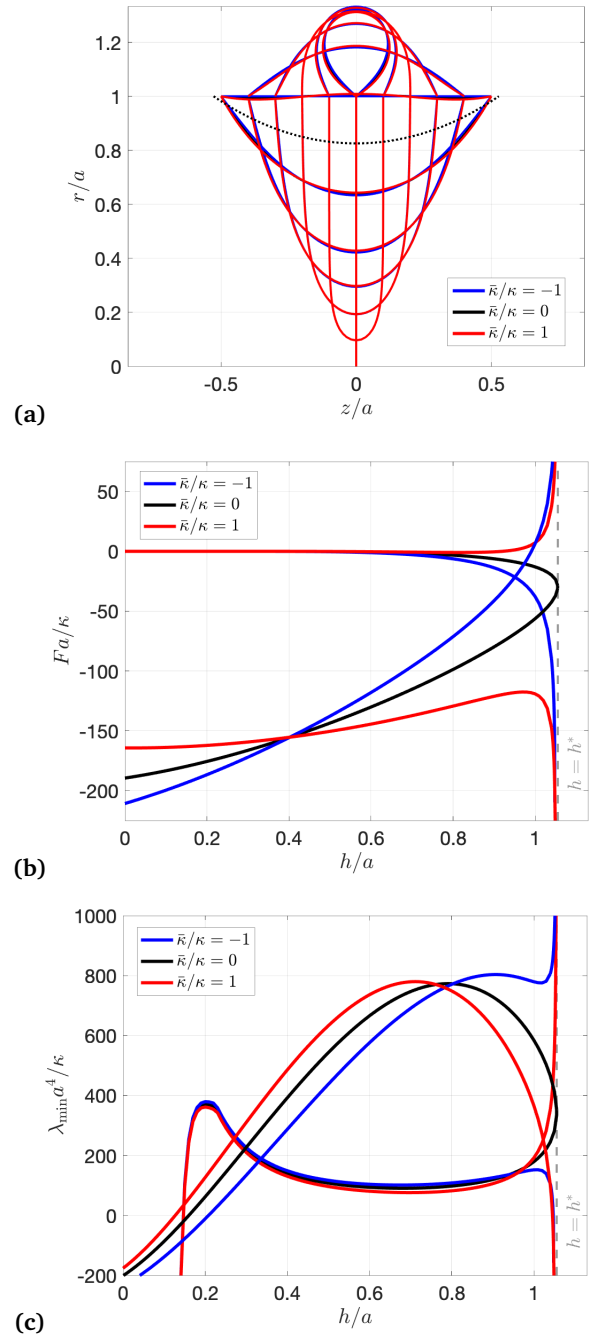 1.2
1
0.8
0.6
0.4
0.2
0
r/a
κ̄/κ = −1
κ̄/κ = 0
κ̄/κ = 1
-0.5 0 0.5
z/a
(a)
50
0
-50
-100
-150
-200
Fa/κ
κ̄/κ = −1
κ̄/κ = 0
κ̄/κ = 1
h = h*
0 0.2 0.4 0.6 0.8 1
h/a
(b)
1000
800
600
400
200
0
-200
λmin a⁴/κ
κ̄/κ = −1
κ̄/κ = 0
κ̄/κ = 1
h = h*
0 0.2 0.4 0.6 0.8 1
h/a
(c)